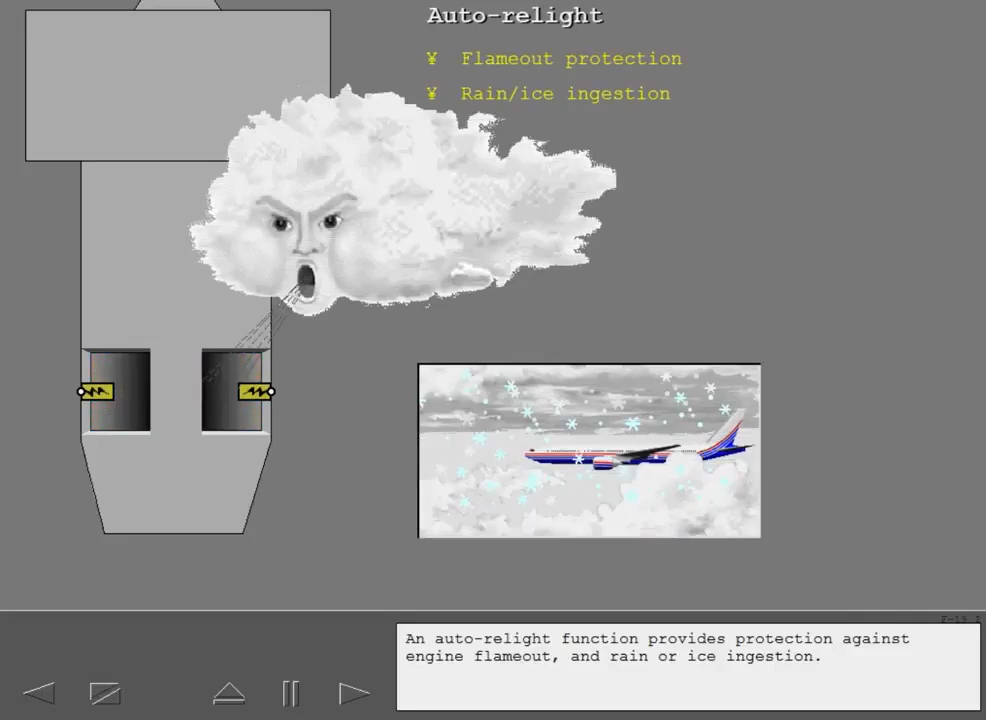 Auto-relight
¥ Flameout protection
¥ Rain/ice ingestion
An auto-relight function provides protection against
engine flameout, and rain or ice ingestion.